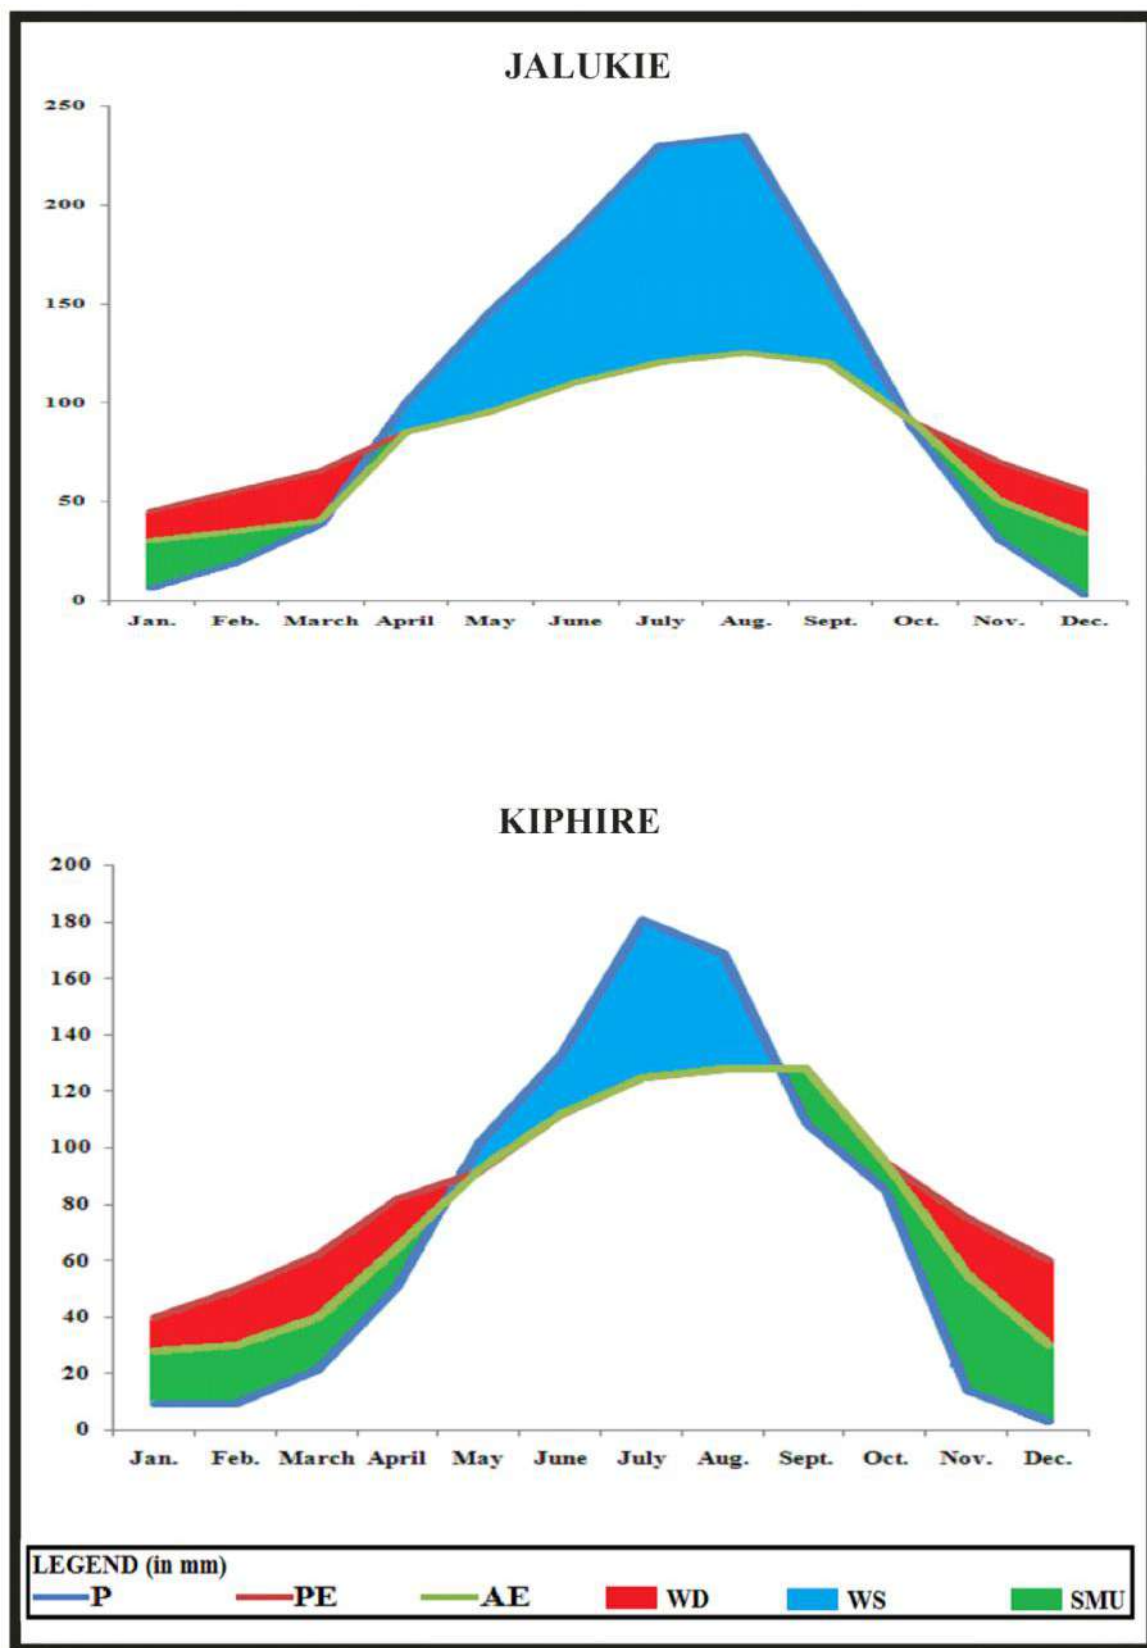 JALUKIE
250
200
150
100
50
0
Jan. Feb. March April May June July Aug. Sept. Oct. Nov. Dec.
KIPHIRE
200
180
160
140
120
100
80
60
40
20
0
Jan. Feb. March April May June July Aug. Sept. Oct. Nov. Dec.
LEGEND (in mm)
P PE AE WD WS SMU